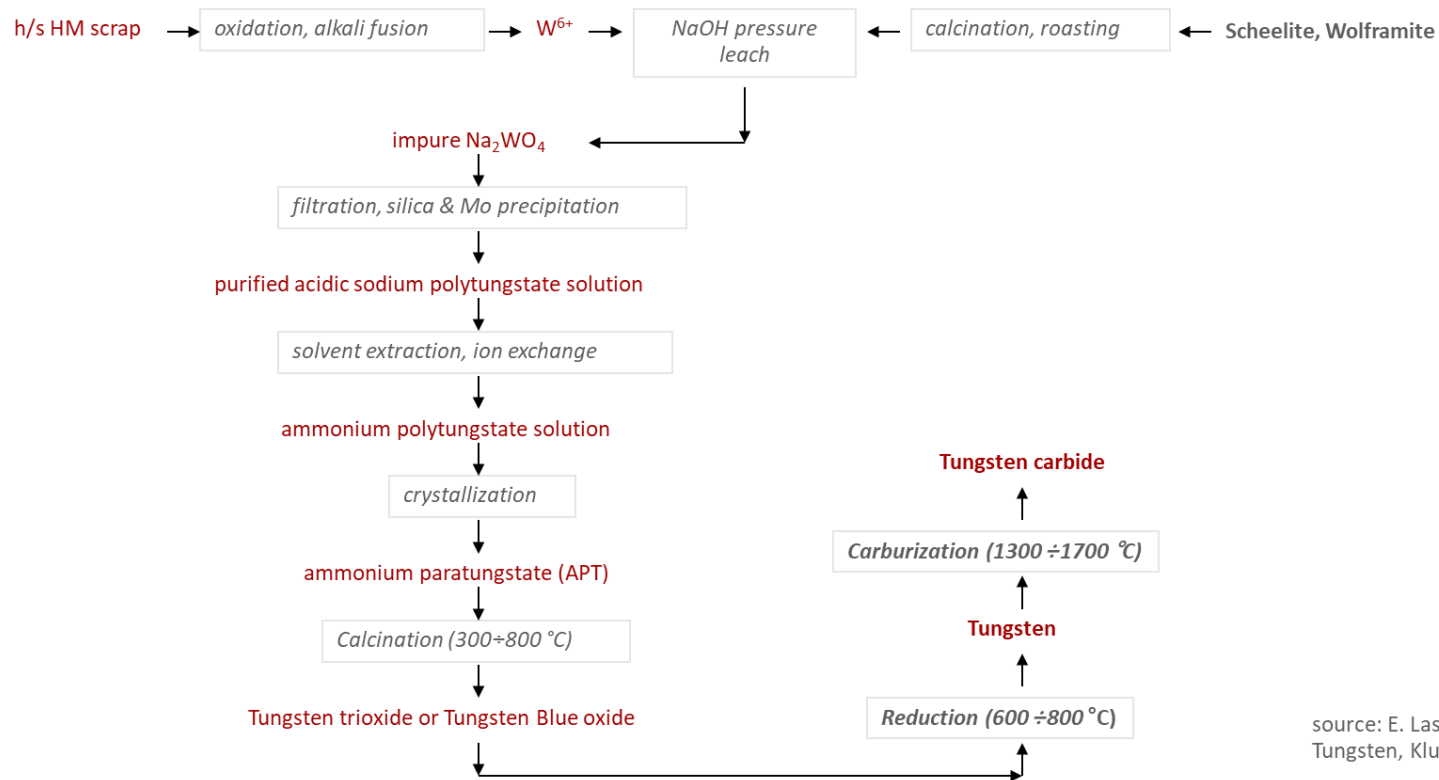 h/s HM scrap
oxidation, alkali fusion
W⁶⁺
NaOH pressure
leach
calcination, roasting
Scheelite, Wolframite
impure Na₂WO₄
filtration, silica & Mo precipitation
purified acidic sodium polytungstate solution
solvent extraction, ion exchange
ammonium polytungstate solution
crystallization
ammonium paratungstate (APT)
Calcination (300÷800 °C)
Tungsten trioxide or Tungsten Blue oxide
Tungsten carbide
Carburization (1300 ÷1700 °C)
Tungsten
Reduction (600 ÷800 °C)
source: E. Las
Tungsten, Klu